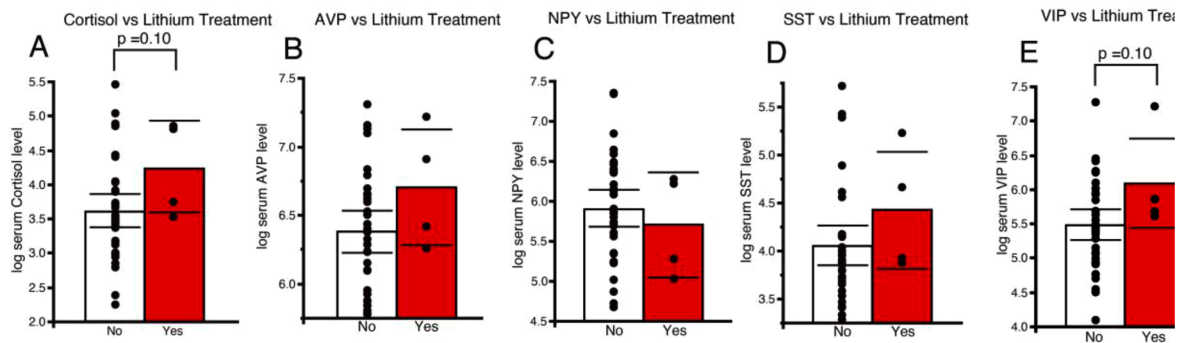 Cortisol vs Lithium Treatment
A
p =0.10
log serum Cortisol level
5.5
5.0
4.5
4.0
3.5
3.0
2.5
2.0
No
Yes
AVP vs Lithium Treatment
B
log serum AVP level
7.5
7.0
6.5
6.0
No
Yes
NPY vs Lithium Treatment
C
log serum NPY level
7.5
7.0
6.5
6.0
5.5
5.0
4.5
No
Yes
SST vs Lithium Treatment
D
log serum SST level
5.5
5.0
4.5
4.0
3.5
No
Yes
VIP vs Lithium Trea
E
p =0.10
log serum VIP level
7.5
7.0
6.5
6.0
5.5
5.0
4.5
4.0
No
Yes